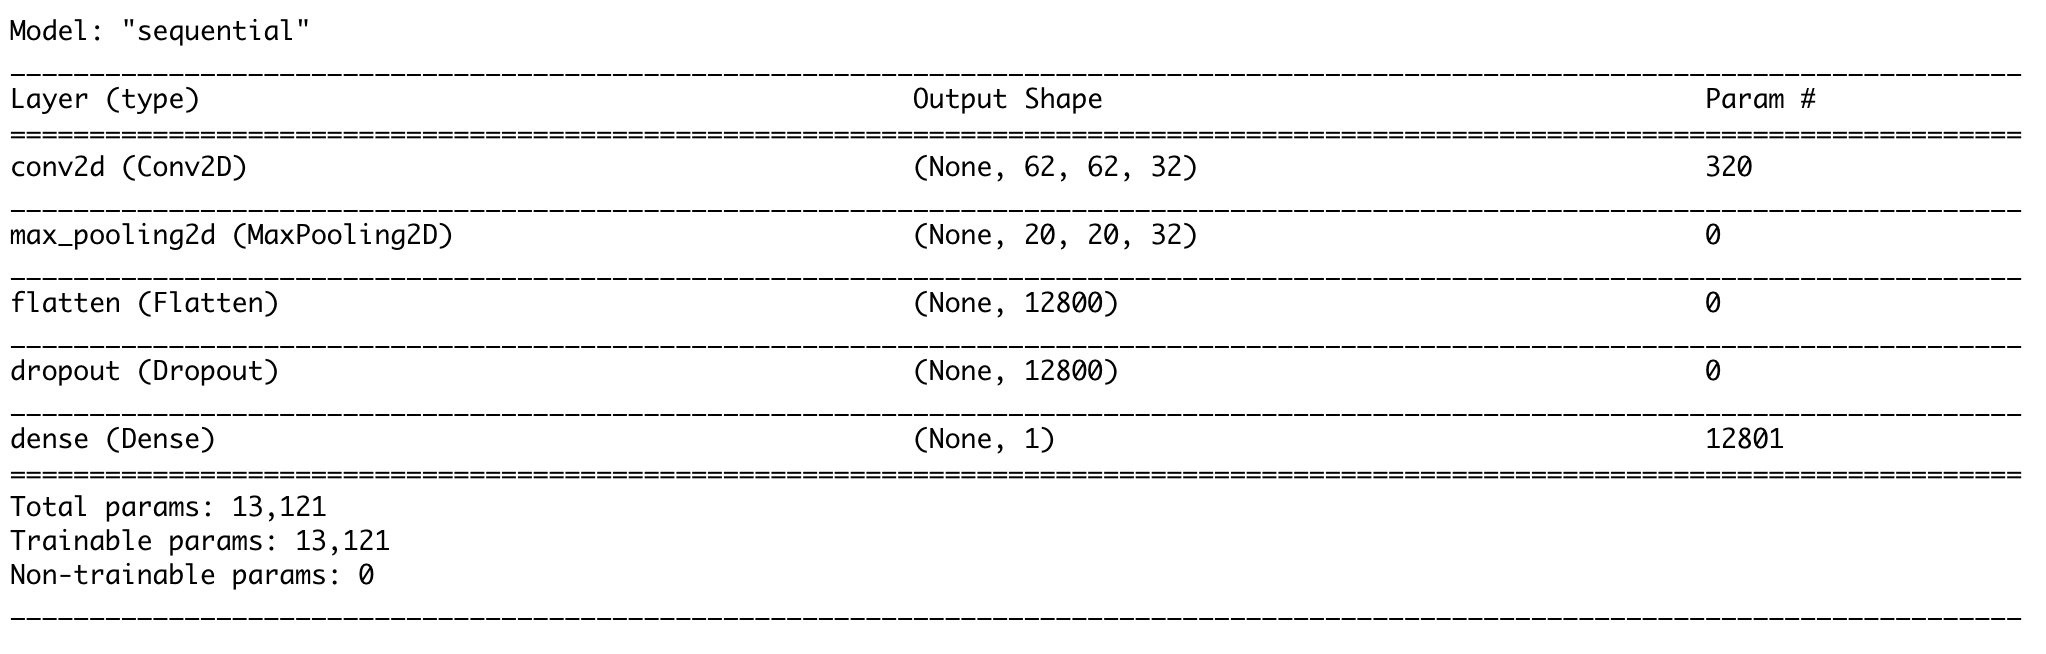 Model: "sequential"
Layer (type) Output Shape Param #
conv2d (Conv2D) (None, 62, 62, 32) 320
max_pooling2d (MaxPooling2D) (None, 20, 20, 32) 0
flatten (Flatten) (None, 12800) 0
dropout (Dropout) (None, 12800) 0
dense (Dense) (None, 1) 12801
Total params: 13,121
Trainable params: 13,121
Non-trainable params: 0